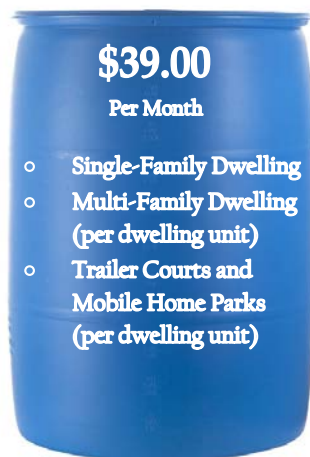 $39.00
Per Month
○ Single-Family Dwelling
○ Multi-Family Dwelling
(per dwelling unit)
○ Trailer Courts and
Mobile Home Parks
(per dwelling unit)